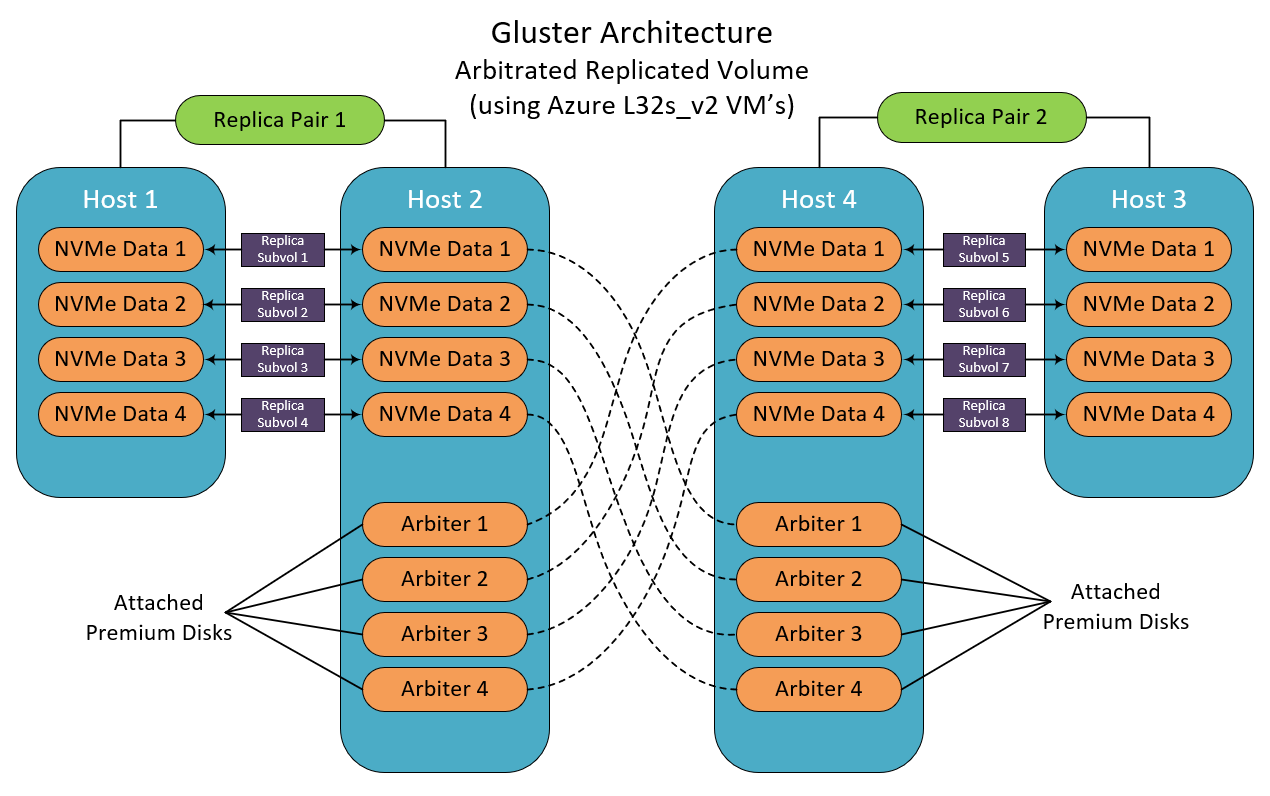 Gluster Architecture
Arbitrated Replicated Volume
(using Azure L32s_v2 VM's)
Replica Pair 1
Replica Pair 2
Host 1
NVMe Data 1
NVMe Data 2
NVMe Data 3
NVMe Data 4
Replica
Subvol 1
Replica
Subvol 2
Replica
Subvol 3
Replica
Subvol 4
Host 2
NVMe Data 1
NVMe Data 2
NVMe Data 3
NVMe Data 4
Arbiter 1
Arbiter 2
Arbiter 3
Arbiter 4
Attached
Premium Disks
Host 4
NVMe Data 1
NVMe Data 2
NVMe Data 3
NVMe Data 4
Arbiter 1
Arbiter 2
Arbiter 3
Arbiter 4
Replica
Subvol 5
Replica
Subvol 6
Replica
Subvol 7
Replica
Subvol 8
Host 3
NVMe Data 1
NVMe Data 2
NVMe Data 3
NVMe Data 4
Attached
Premium Disks